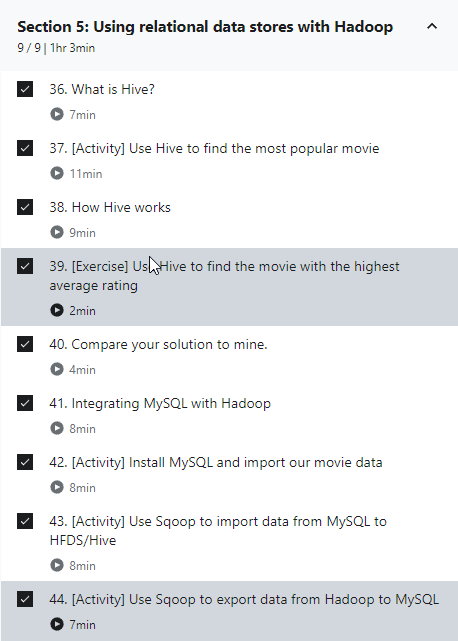 Section 5: Using relational data stores with Hadoop
9 / 9 | 1hr 3min
36. What is Hive?
7min
37. [Activity] Use Hive to find the most popular movie
11min
38. How Hive works
9min
39. [Exercise] Use Hive to find the movie with the highest
average rating
2min
40. Compare your solution to mine.
4min
41. Integrating MySQL with Hadoop
8min
42. [Activity] Install MySQL and import our movie data
8min
43. [Activity] Use Sqoop to import data from MySQL to
HFDS/Hive
8min
44. [Activity] Use Sqoop to export data from Hadoop to MySQL
7min